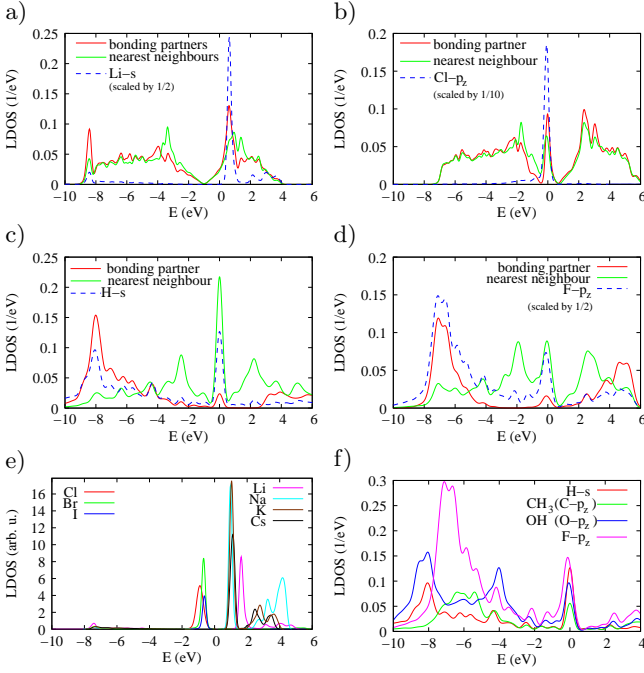 a)
0.25
0.2
0.15
0.1
0.05
0
LDOS (1/eV)
bonding partners
nearest neighbours
Li−s
(scaled by 1/2)
−10 −8 −6 −4 −2 0 2 4 6
E (eV)
b)
0.2
0.15
0.1
0.05
0
LDOS (1/eV)
bonding partner
nearest neighbour
Cl−pz
(scaled by 1/10)
−10 −8 −6 −4 −2 0 2 4 6
E (eV)
c)
0.25
0.2
0.15
0.1
0.05
0
LDOS (1/eV)
bonding partner
nearest neighbour
H−s
−10 −8 −6 −4 −2 0 2 4 6
E (eV)
d)
0.2
0.15
0.1
0.05
0
LDOS (1/eV)
bonding partner
nearest neighbour
F−pz
(scaled by 1/2)
−10 −8 −6 −4 −2 0 2 4 6
E (eV)
e)
16
14
12
10
8
6
4
2
0
LDOS (arb. u.)
Cl
Br
I
Li
Na
K
Cs
−10 −8 −6 −4 −2 0 2 4 6
E (eV)
f)
0.3
0.25
0.2
0.15
0.1
0.05
0
LDOS (1/eV)
H−s
CH3(C−pz)
OH (O−pz)
F−pz
−10 −8 −6 −4 −2 0 2 4
E (eV)